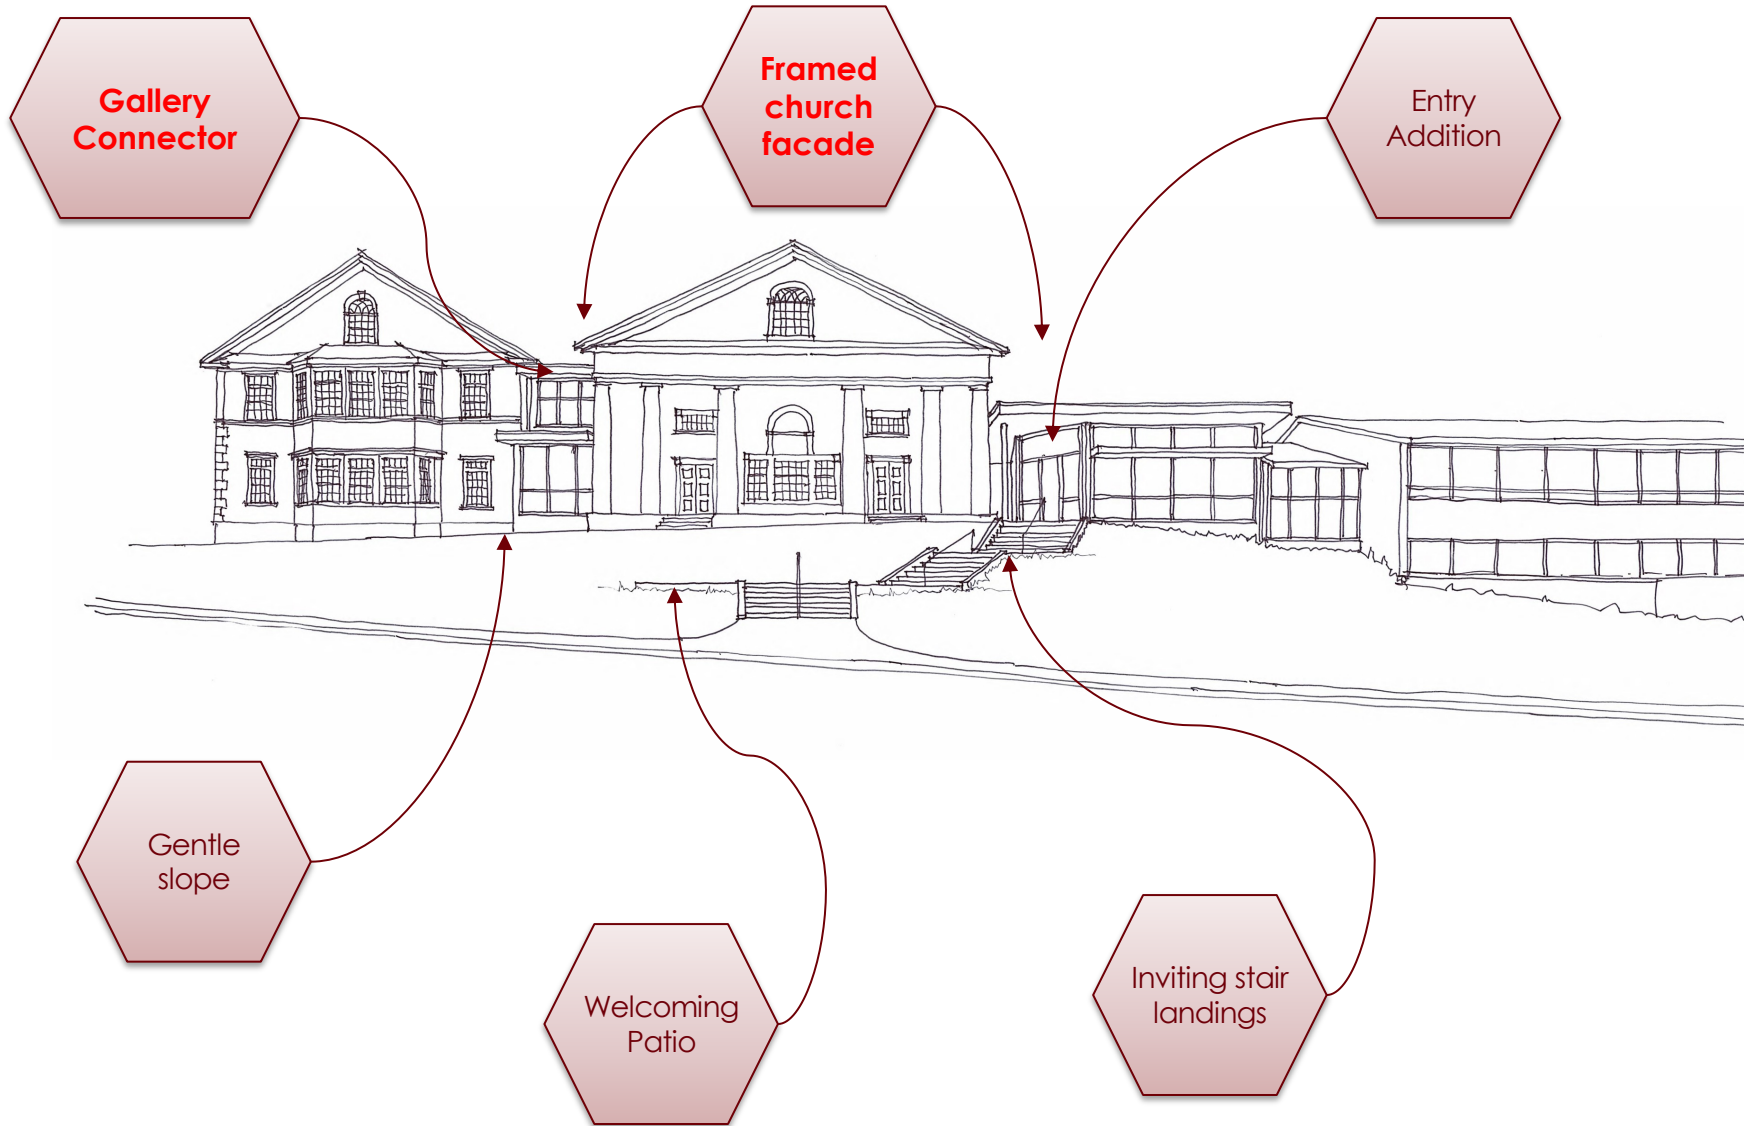 Gallery
Connector
Framed
church
facade
Entry
Addition
Gentle
slope
Welcoming
Patio
Inviting stair
landings